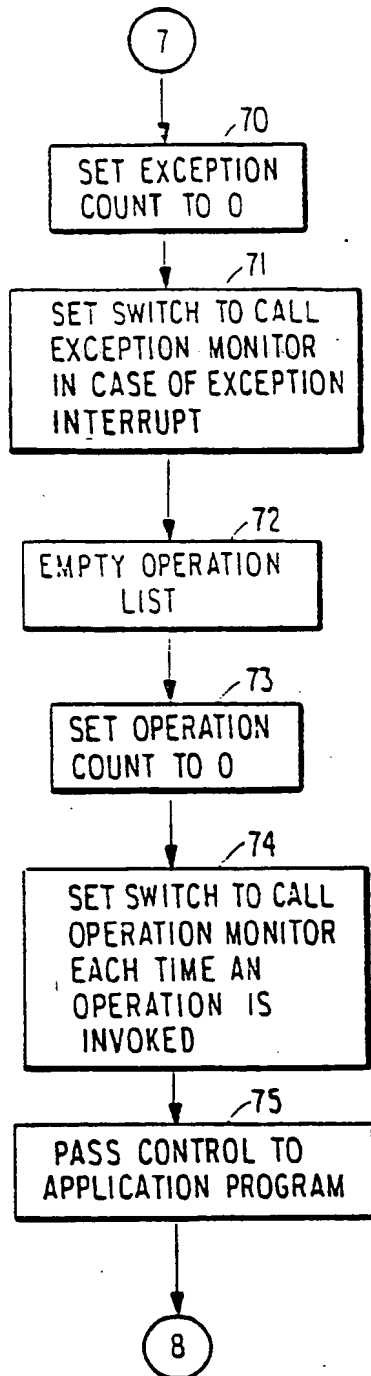 7
70
SET EXCEPTION
COUNT TO 0
71
SET SWITCH TO CALL
EXCEPTION MONITOR
IN CASE OF EXCEPTION
INTERRUPT
72
EMPTY OPERATION
LIST
73
SET OPERATION
COUNT TO 0
74
SET SWITCH TO CALL
OPERATION MONITOR
EACH TIME AN
OPERATION IS
INVOKED
75
PASS CONTROL TO
APPLICATION PROGRAM
8